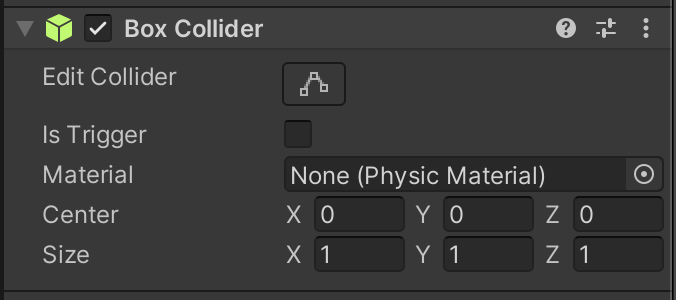 Box Collider
Edit Collider
Is Trigger
Material None (Physic Material)
Center X 0 Y 0 Z 0
Size X 1 Y 1 Z 1